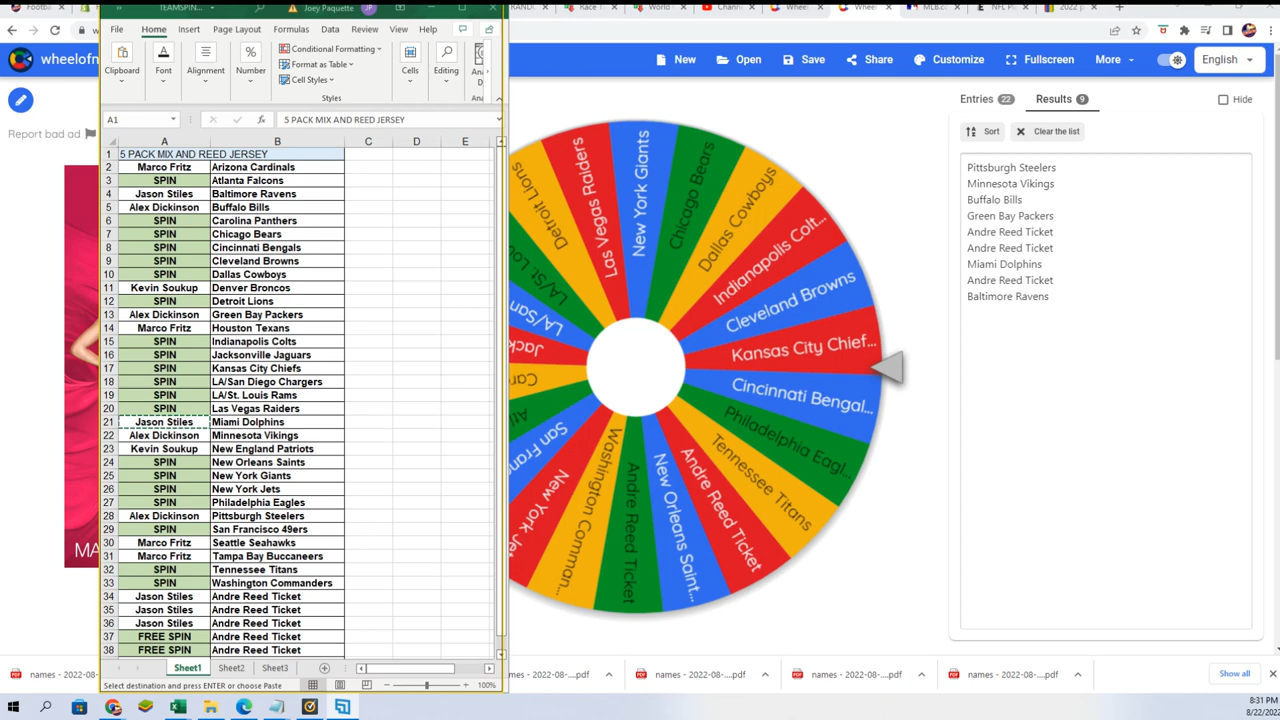 TEAMSPIN...
Joey Paquette
JP
File Home Insert Page Layout Formulas Data Review View Help
Clipboard Font Alignment Number
Conditional Formatting
Format as Table
Cell Styles
Styles
Cells Editing
A1 5 PACK MIX AND REED JERSEY
A B C D E
1 5 PACK MIX AND REED JERSEY
2 Marco Fritz Arizona Cardinals
3 SPIN Atlanta Falcons
4 Jason Stiles Baltimore Ravens
5 Alex Dickinson Buffalo Bills
6 SPIN Carolina Panthers
7 SPIN Chicago Bears
8 SPIN Cincinnati Bengals
9 SPIN Cleveland Browns
10 SPIN Dallas Cowboys
11 Kevin Soukup Denver Broncos
12 SPIN Detroit Lions
13 Alex Dickinson Green Bay Packers
14 Marco Fritz Houston Texans
15 SPIN Indianapolis Colts
16 SPIN Jacksonville Jaguars
17 SPIN Kansas City Chiefs
18 SPIN LA/San Diego Chargers
19 SPIN LA/St. Louis Rams
20 SPIN Las Vegas Raiders
21 Jason Stiles Miami Dolphins
22 Alex Dickinson Minnesota Vikings
23 Kevin Soukup New England Patriots
24 SPIN New Orleans Saints
25 SPIN New York Giants
26 SPIN New York Jets
27 SPIN Philadelphia Eagles
28 Alex Dickinson Pittsburgh Steelers
29 SPIN San Francisco 49ers
30 Marco Fritz Seattle Seahawks
31 Marco Fritz Tampa Bay Buccaneers
32 SPIN Tennessee Titans
33 SPIN Washington Commanders
34 Jason Stiles Andre Reed Ticket
35 Jason Stiles Andre Reed Ticket
36 Jason Stiles Andre Reed Ticket
37 FREE SPIN Andre Reed Ticket
38 FREE SPIN Andre Reed Ticket
Sheet1 Sheet2 Sheet3
Select destination and press ENTER or choose Paste
100%
wheelofn
Report bad ad
New Open Save Share Customize Fullscreen More English
Entries 22 Results 9 Hide
Sort Clear the list
Pittsburgh Steelers
Minnesota Vikings
Buffalo Bills
Green Bay Packers
Andre Reed Ticket
Andre Reed Ticket
Miami Dolphins
Andre Reed Ticket
Baltimore Ravens
Detroit Lions
Las Vegas Raiders
New York Giants
Chicago Bears
Dallas Cowboys
Indianapolis Colt...
Cleveland Browns
Kansas City Chief...
Cincinnati Bengal...
Philadelphia Eagl...
Tennessee Titans
Andre Reed Ticket
New Orleans Saint...
Andre Reed Ticket
Washington Comman...
New York Je
San Fran
Ati
Car
Jack
LA/San
LA/St. Lou
MA
names - 2022-08-....pdf
names - 2022-08-....pdf
names - 2022-08-....pdf
names - 2022-08-....pdf
Show all
8:31 PM
8/22/2022